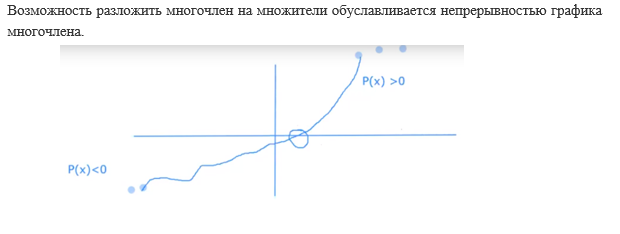 Возможность разложить многочлен на множители обуславливается непрерывностью графика
многочлена.
P(x) >0
P(x)<0